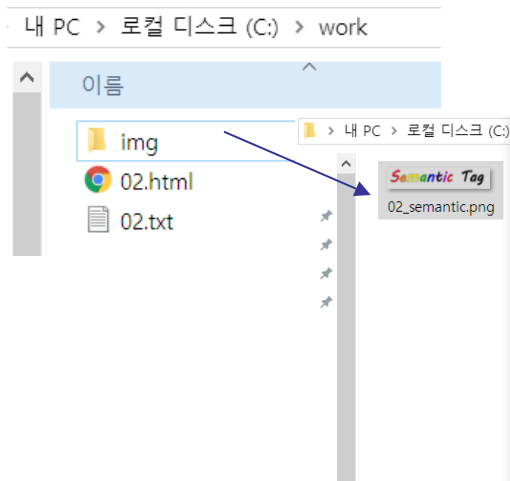 내 PC > 로컬 디스크 (C:) > work
이름
img
02.html
02.txt
> 내 PC > 로컬 디스크 (C:)
Semantic Tag
02_semantic.png